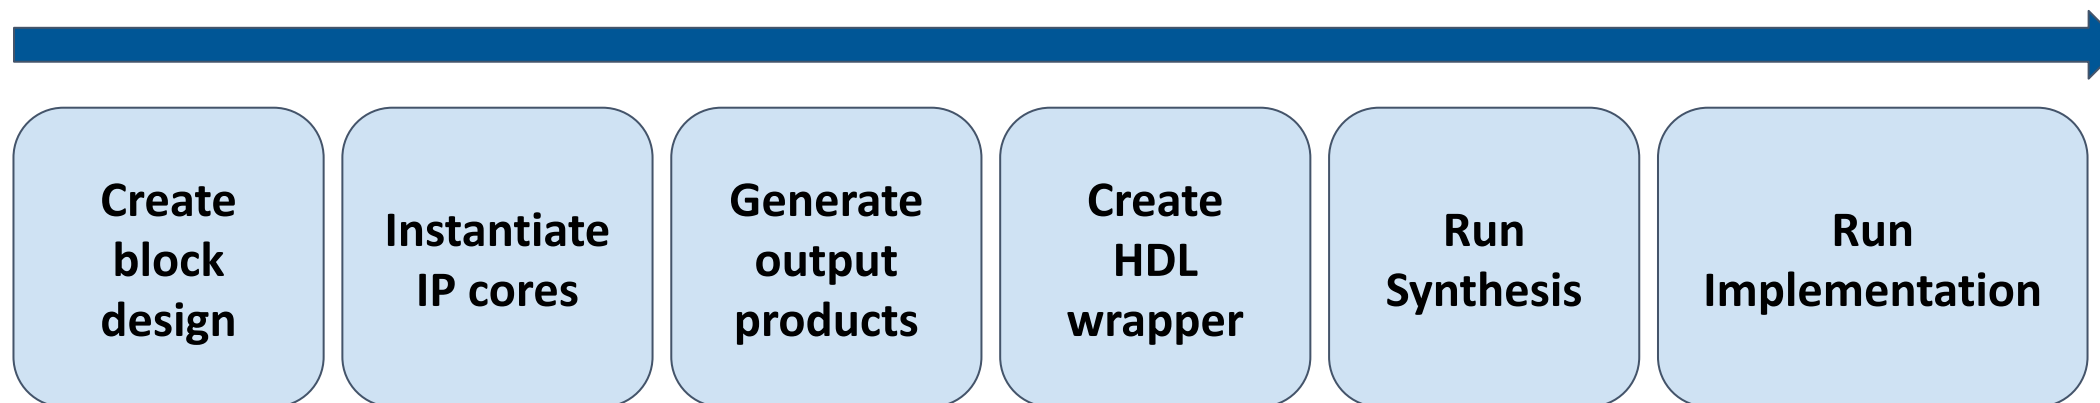 Create
block
design
Instantiate
IP cores
Generate
output
products
Create
HDL
wrapper
Run
Synthesis
Run
Implementation